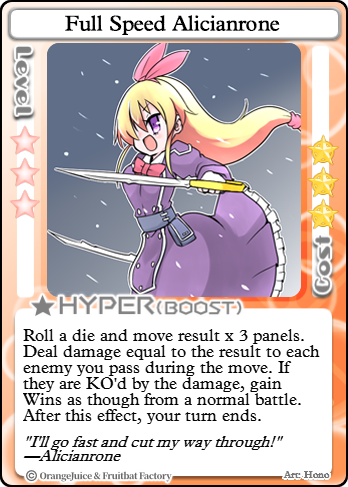 Full Speed Alicianrone
Level
Cost
HYPER(BOOST)
Roll a die and move result x 3 panels.
Deal damage equal to the result to each
enemy you pass during the move. If
they are KO'd by the damage, gain
Wins as though from a normal battle.
After this effect, your turn ends.
"I'll go fast and cut my way through!"
—Alicianrone
© OrangeJuice & Fruitbat Factory
Art: Hono